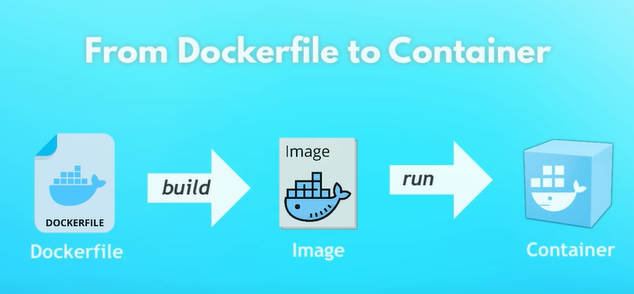 From Dockerfile to Container
build
Image
run
DOCKERFILE
Dockerfile
Image
Container